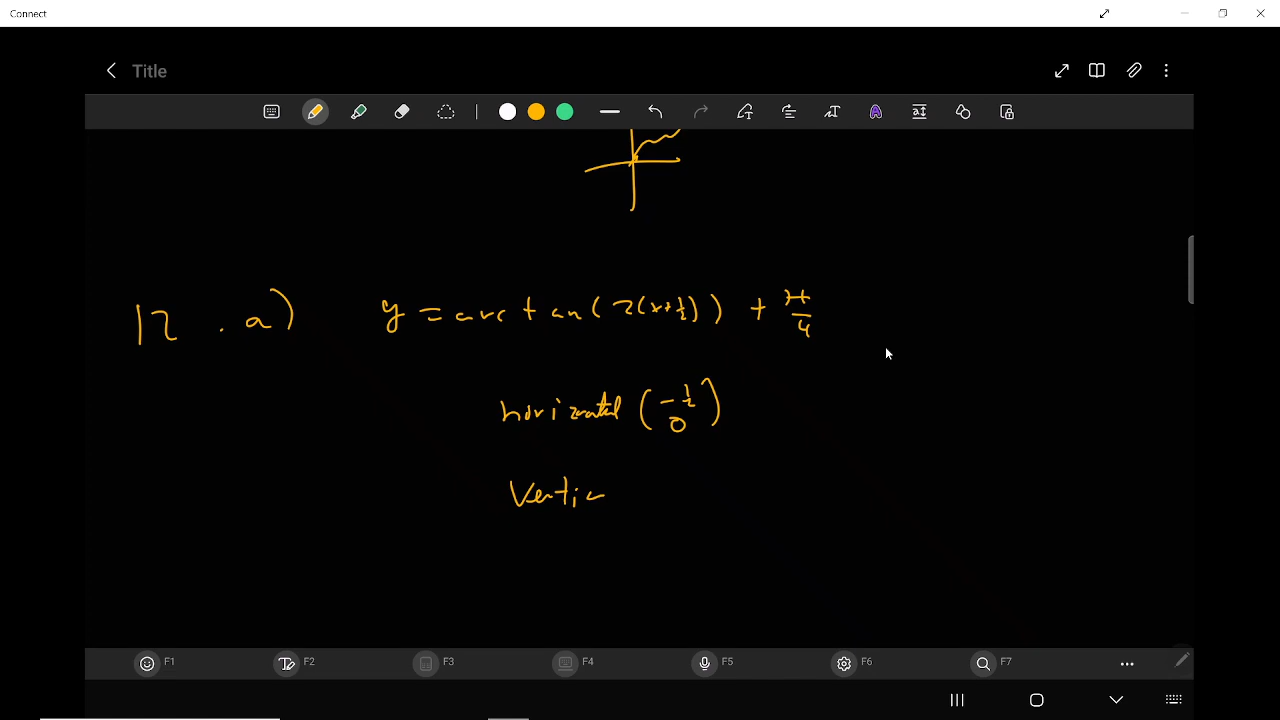 Connect
Title
12 . a) y = arctan(2(x+1/2)) + π/4
horizontal (-1/2 0)
Vertic
F1 F2 F3 F4 F5 F6 F7